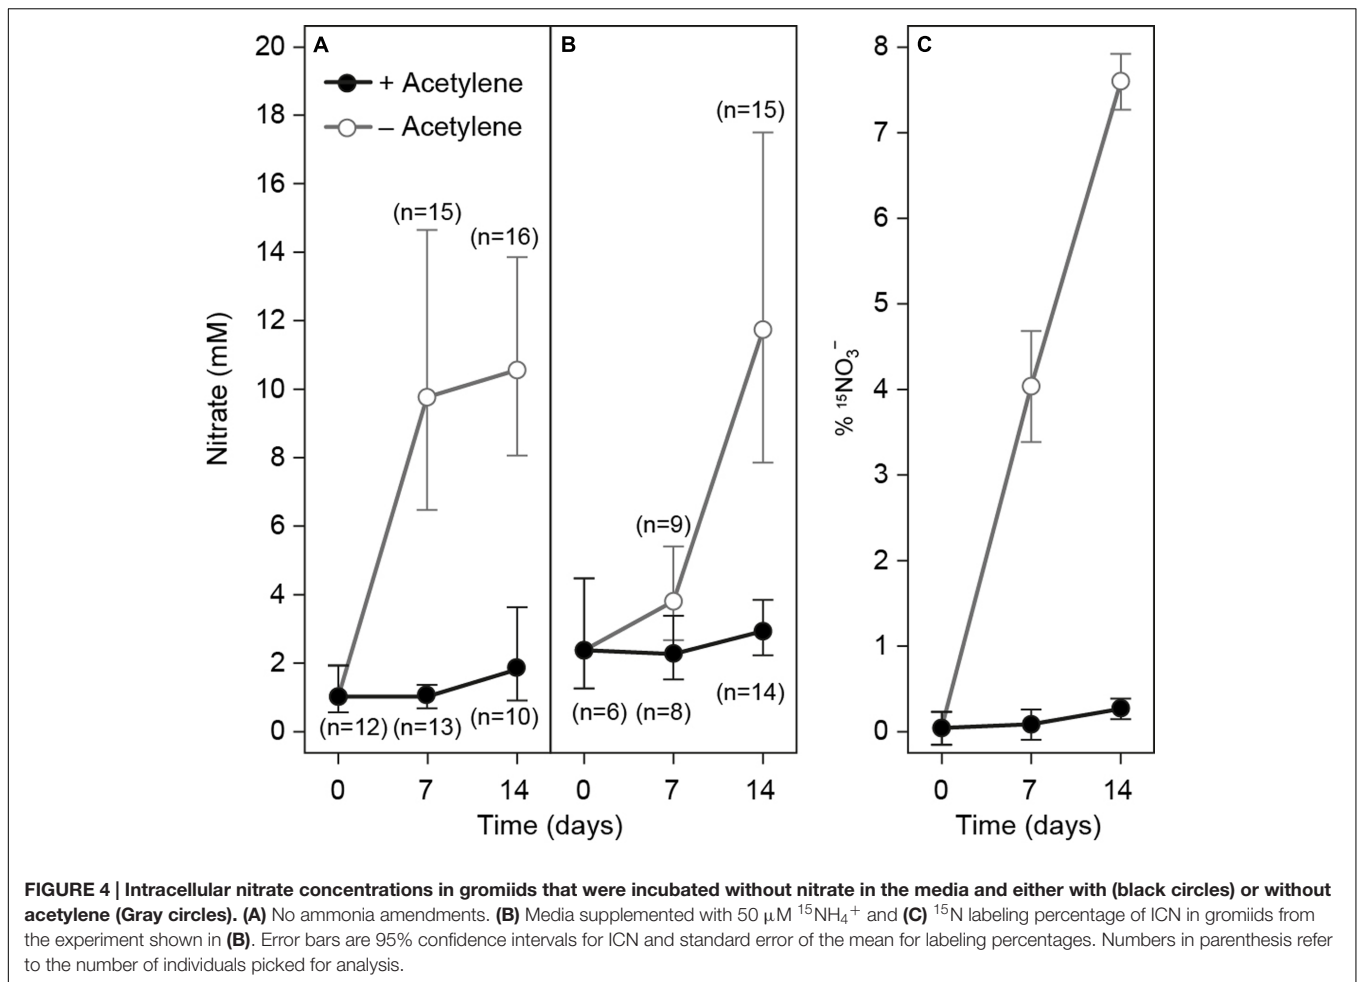 A
B
C
+ Acetylene
– Acetylene
20
18
16
14
12
10
8
6
4
2
0
Nitrate (mM)
(n=15)
(n=16)
(n=12)
(n=13)
(n=10)
(n=15)
(n=9)
(n=6)
(n=8)
(n=14)
0
7
14
0
7
14
Time (days)
8
7
6
5
4
3
2
1
0
% ¹⁵NO₃⁻
0
7
14
Time (days)
FIGURE 4 | Intracellular nitrate concentrations in gromiids that were incubated without nitrate in the media and either with (black circles) or without
acetylene (Gray circles). (A) No ammonia amendments. (B) Media supplemented with 50 μM ¹⁵NH₄⁺ and (C) ¹⁵N labeling percentage of ICN in gromiids from
the experiment shown in (B). Error bars are 95% confidence intervals for ICN and standard error of the mean for labeling percentages. Numbers in parenthesis refer
to the number of individuals picked for analysis.